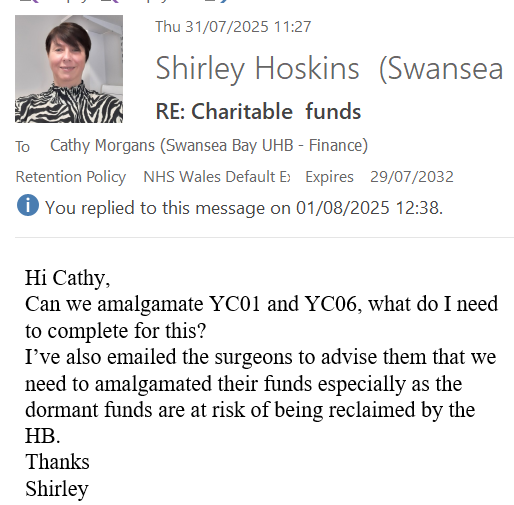 Thu 31/07/2025 11:27
Shirley Hoskins (Swansea
RE: Charitable funds
To Cathy Morgans (Swansea Bay UHB - Finance)
Retention Policy NHS Wales Default E Expires 29/07/2032
You replied to this message on 01/08/2025 12:38.
Hi Cathy,
Can we amalgamate YC01 and YC06, what do I need
to complete for this?
I've also emailed the surgeons to advise them that we
need to amalgamated their funds especially as the
dormant funds are at risk of being reclaimed by the
HB.
Thanks
Shirley